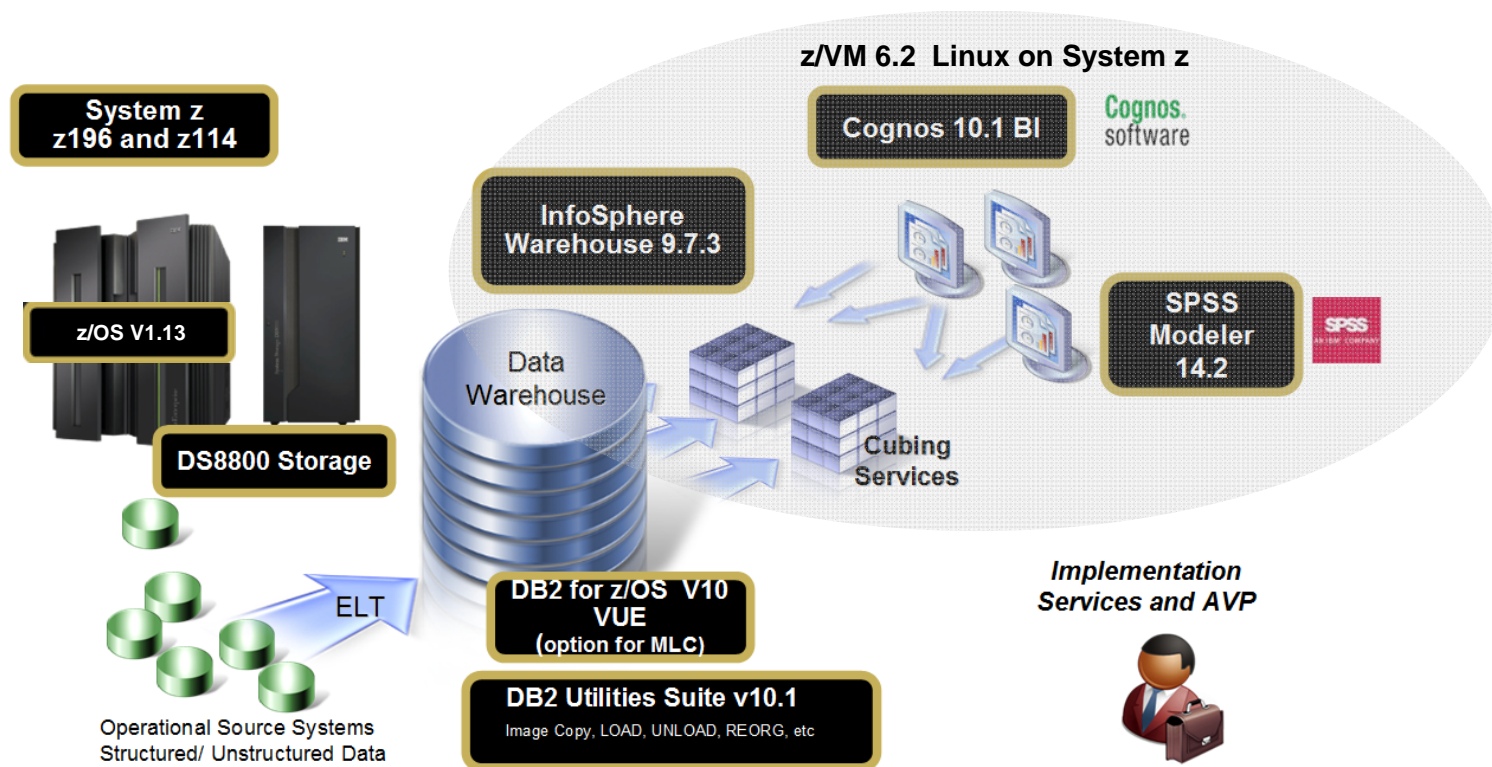 z/VM 6.2 Linux on System z
System z
z196 and z114
Cognos 10.1 BI
Cognos.
software
InfoSphere
Warehouse 9.7.3
SPSS
Modeler
14.2
SPSS
AN IBM COMPANY
z/OS V1.13
Data
Warehouse
DS8800 Storage
Cubing
Services
ELT
DB2 for z/OS V10
VUE
(option for MLC)
Implementation
Services and AVP
DB2 Utilities Suite v10.1
Image Copy, LOAD, UNLOAD, REORG, etc
Operational Source Systems
Structured/ Unstructured Data